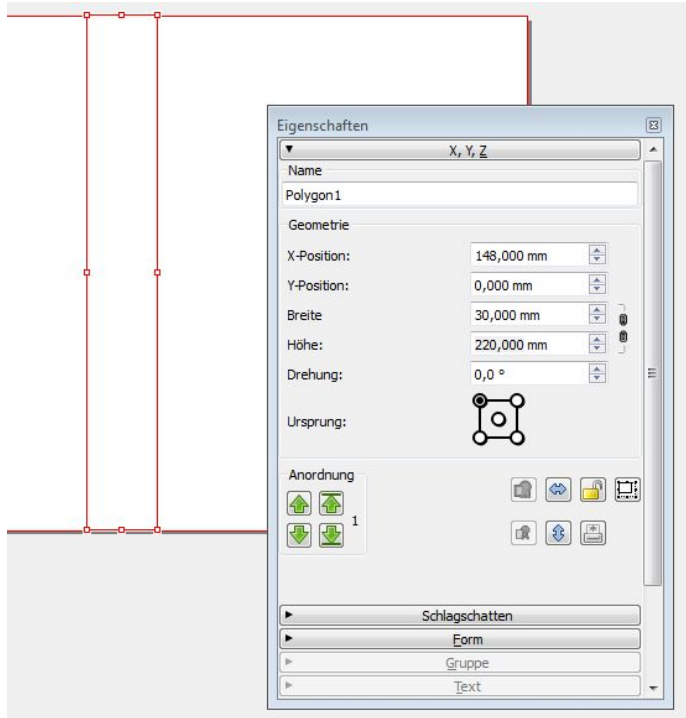 Eigenschaften
X, Y, Z
Name
Polygon1
Geometrie
X-Position: 148,000 mm
Y-Position: 0,000 mm
Breite 30,000 mm
Höhe: 220,000 mm
Drehung: 0,0 °
Ursprung:
Anordnung
1
Schlagschatten
Form
Gruppe
Text